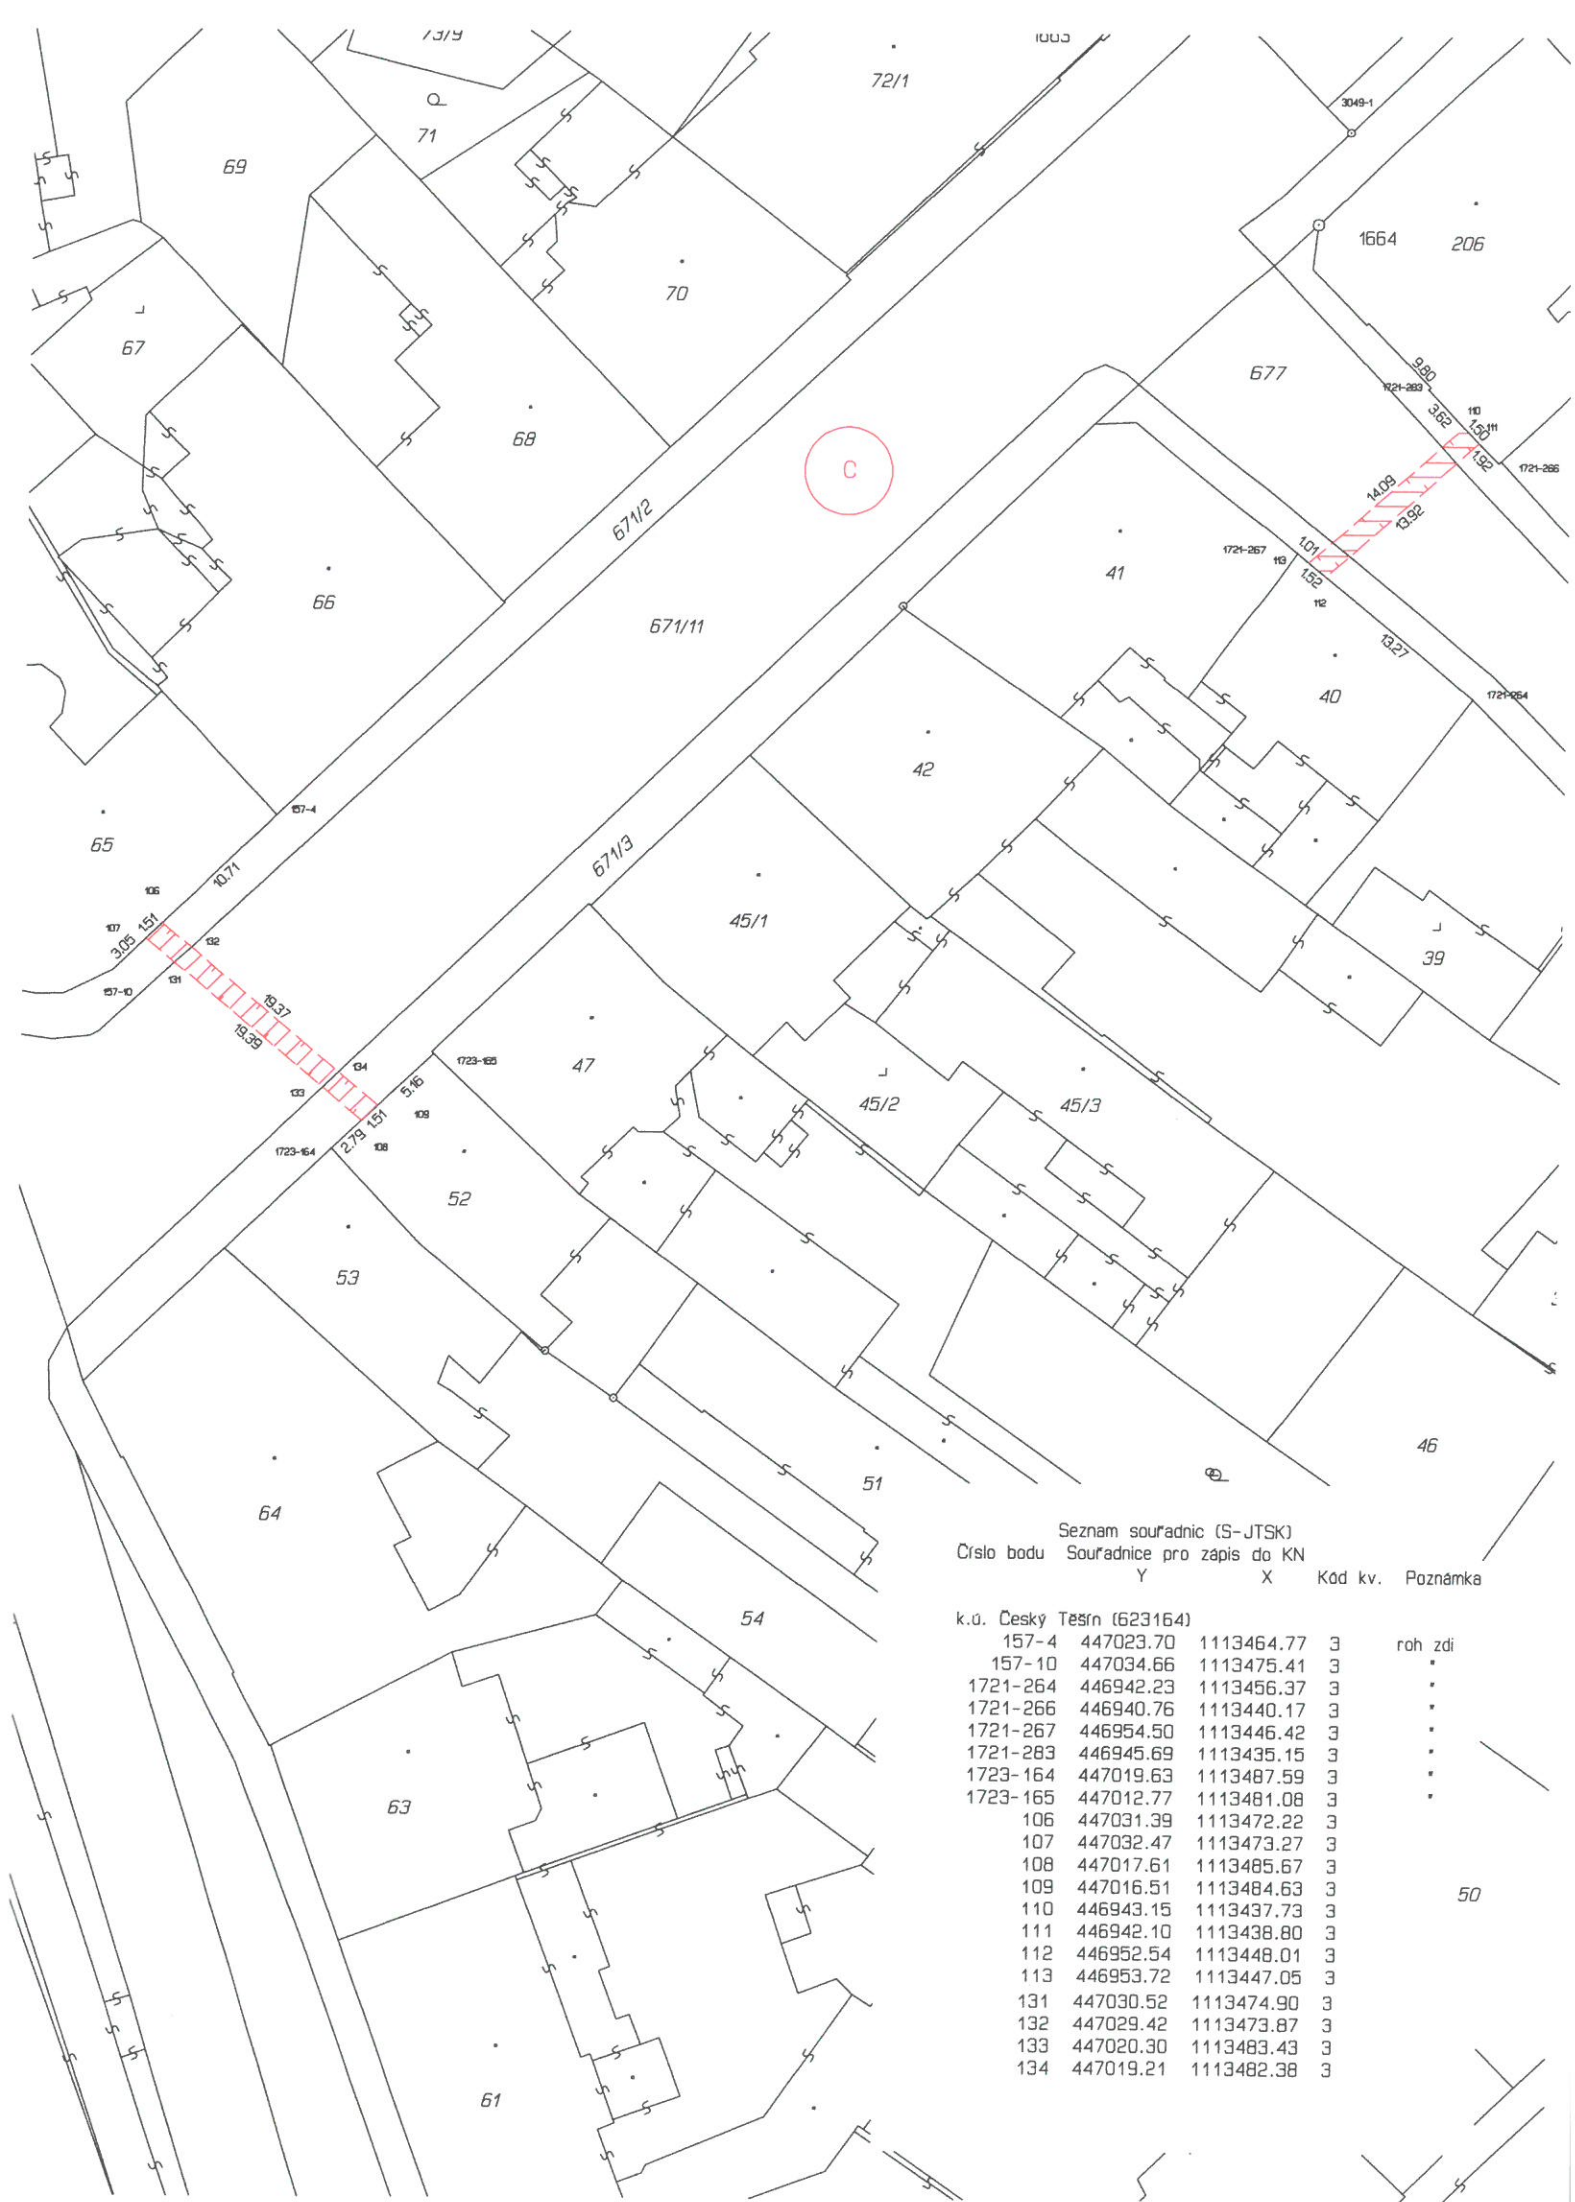 72/1
3049-1
71
69
1664
206
70
67
677
9.80
1721-283
3.62
110
1.50
111
68
C
1.92
1721-266
14.09
13.92
671/2
1.01
1721-267
113
1.52
41
112
66
671/11
13.27
40
1721-264
42
157-4
65
671/3
10.71
106
45/1
1.51
107
132
3.05
39
131
157-10
19.37
19.39
134
1723-165
47
133
5.16
45/2
45/3
109
1.51
2.79
108
1723-164
52
53
46
51
64
Seznam souřadnic (S-JTSK)
Číslo bodu Souřadnice pro zápis do KN
Y X Kód kv. Poznámka
k.ú. Český Těšín (623164)
157-4 447023.70 1113464.77 3 roh zdi
157-10 447034.66 1113475.41 3 "
1721-264 446942.23 1113456.37 3 "
1721-266 446940.76 1113440.17 3 "
1721-267 446954.50 1113446.42 3 "
1721-283 446945.69 1113435.15 3 "
1723-164 447019.63 1113487.59 3 "
1723-165 447012.77 1113481.08 3 "
106 447031.39 1113472.22 3
107 447032.47 1113473.27 3
108 447017.61 1113485.67 3
109 447016.51 1113484.63 3
110 446943.15 1113437.73 3
111 446942.10 1113438.80 3
112 446952.54 1113448.01 3
113 446953.72 1113447.05 3
131 447030.52 1113474.90 3
132 447029.42 1113473.87 3
133 447020.30 1113483.43 3
134 447019.21 1113482.38 3
54
63
50
61